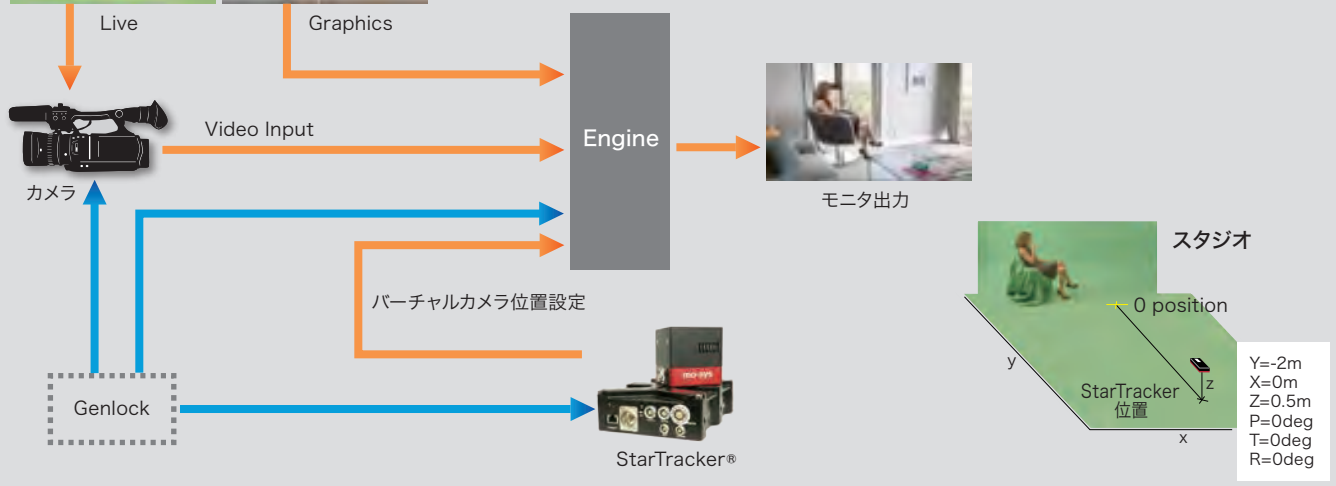 Live
Graphics
Video Input
Engine
カメラ
モニタ出力
スタジオ
0 position
バーチャルカメラ位置設定
y
z
StarTracker
位置
x
Y=-2m
X=0m
Z=0.5m
P=0deg
T=0deg
R=0deg
mo-sys
Genlock
StarTracker®